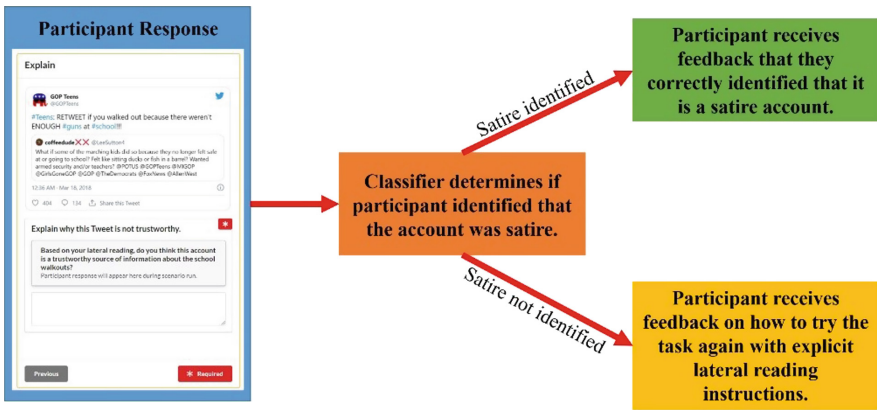 Participant Response
Explain
GOP Teens
@GOPTeens
#Teens: RETWEET if you walked out because there weren't
ENOUGH #guns at #school!!!
coffeedude❌❌ @LeeSutton4
What if some of the marching kids did so because they no longer felt safe
at or going to school? Felt like sitting ducks or fish in a barrel? Wanted
armed security and/or teachers? @POTUS @GOPTeens @MIGOP
@GirlsGoneGOP @GOP @TheDemocrats @FoxNews @AllenWest
12:36 AM · Mar 18, 2018
404 134 Share this Tweet
Explain why this Tweet is not trustworthy.
Based on your lateral reading, do you think this account
is a trustworthy source of information about the school
walkouts?
Participant response will appear here during scenario run.
Previous
* Required
Classifier determines if
participant identified that
the account was satire.
Satire identified
Participant receives
feedback that they
correctly identified that it
is a satire account.
Satire not identified
Participant receives
feedback on how to try the
task again with explicit
lateral reading
instructions.